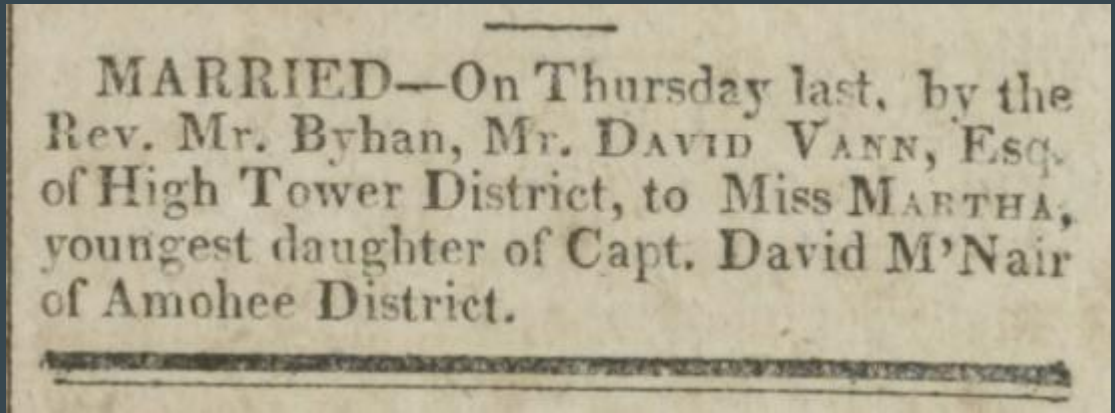 MARRIED—On Thursday last, by the
Rev. Mr. Byhan, Mr. DAVID VANN, Esq.
of High Tower District, to Miss MARTHA,
youngest daughter of Capt. David M'Nair
of Amohee District.